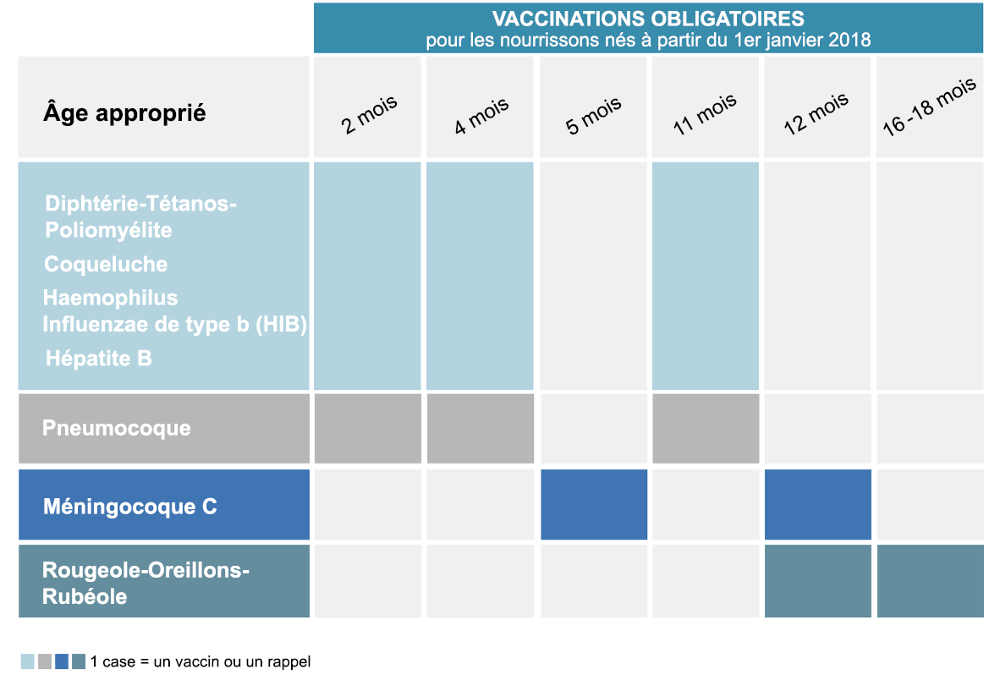 VACCINATIONS OBLIGATOIRES
pour les nourrissons nés à partir du 1er janvier 2018
Âge approprié
2 mois
4 mois
5 mois
11 mois
12 mois
16-18 mois
Diphtérie-Tétanos-
Poliomyélite
Coqueluche
Haemophilus
Influenzae de type b (HIB)
Hépatite B
Pneumocoque
Méningocoque C
Rougeole-Oreillons-
Rubéole
1 case = un vaccin ou un rappel